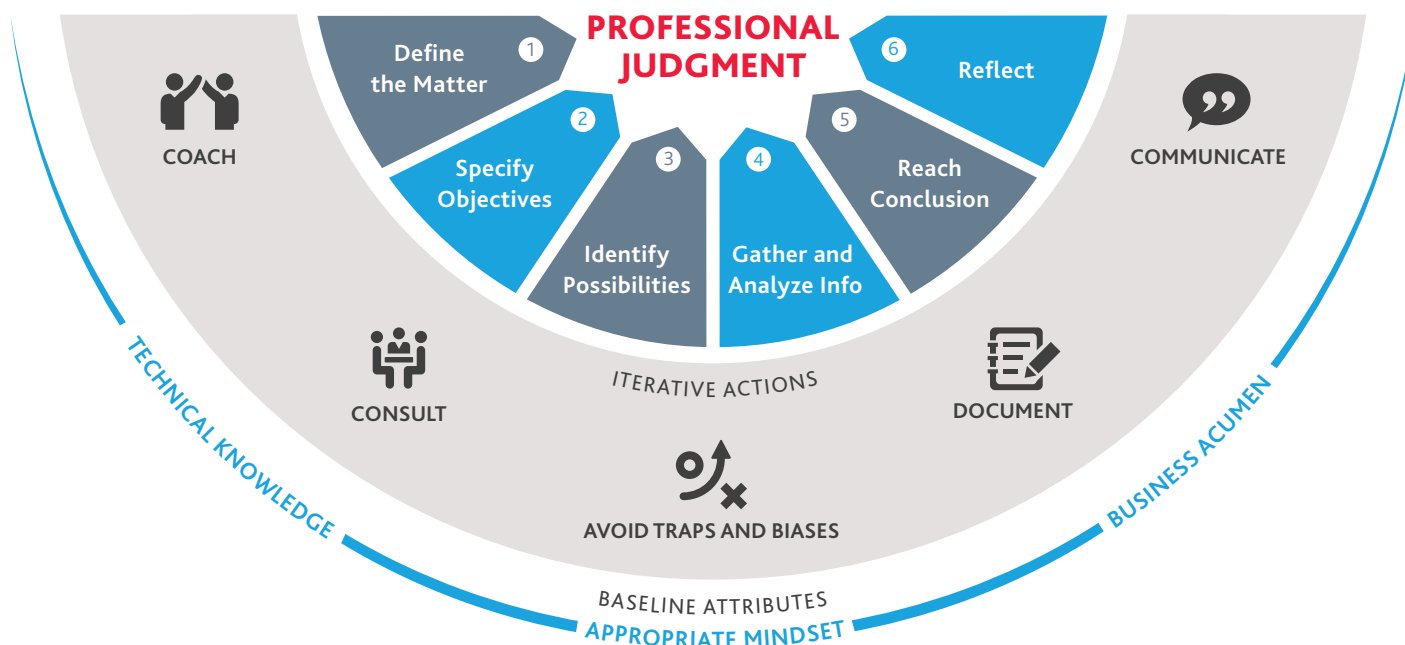 PROFESSIONAL
JUDGMENT
1
Define
the Matter
2
Specify
Objectives
3
Identify
Possibilities
4
Gather and
Analyze Info
5
Reach
Conclusion
6
Reflect
COACH
CONSULT
AVOID TRAPS AND BIASES
DOCUMENT
COMMUNICATE
ITERATIVE ACTIONS
TECHNICAL KNOWLEDGE
BASELINE ATTRIBUTES
APPROPRIATE MINDSET
BUSINESS ACUMEN